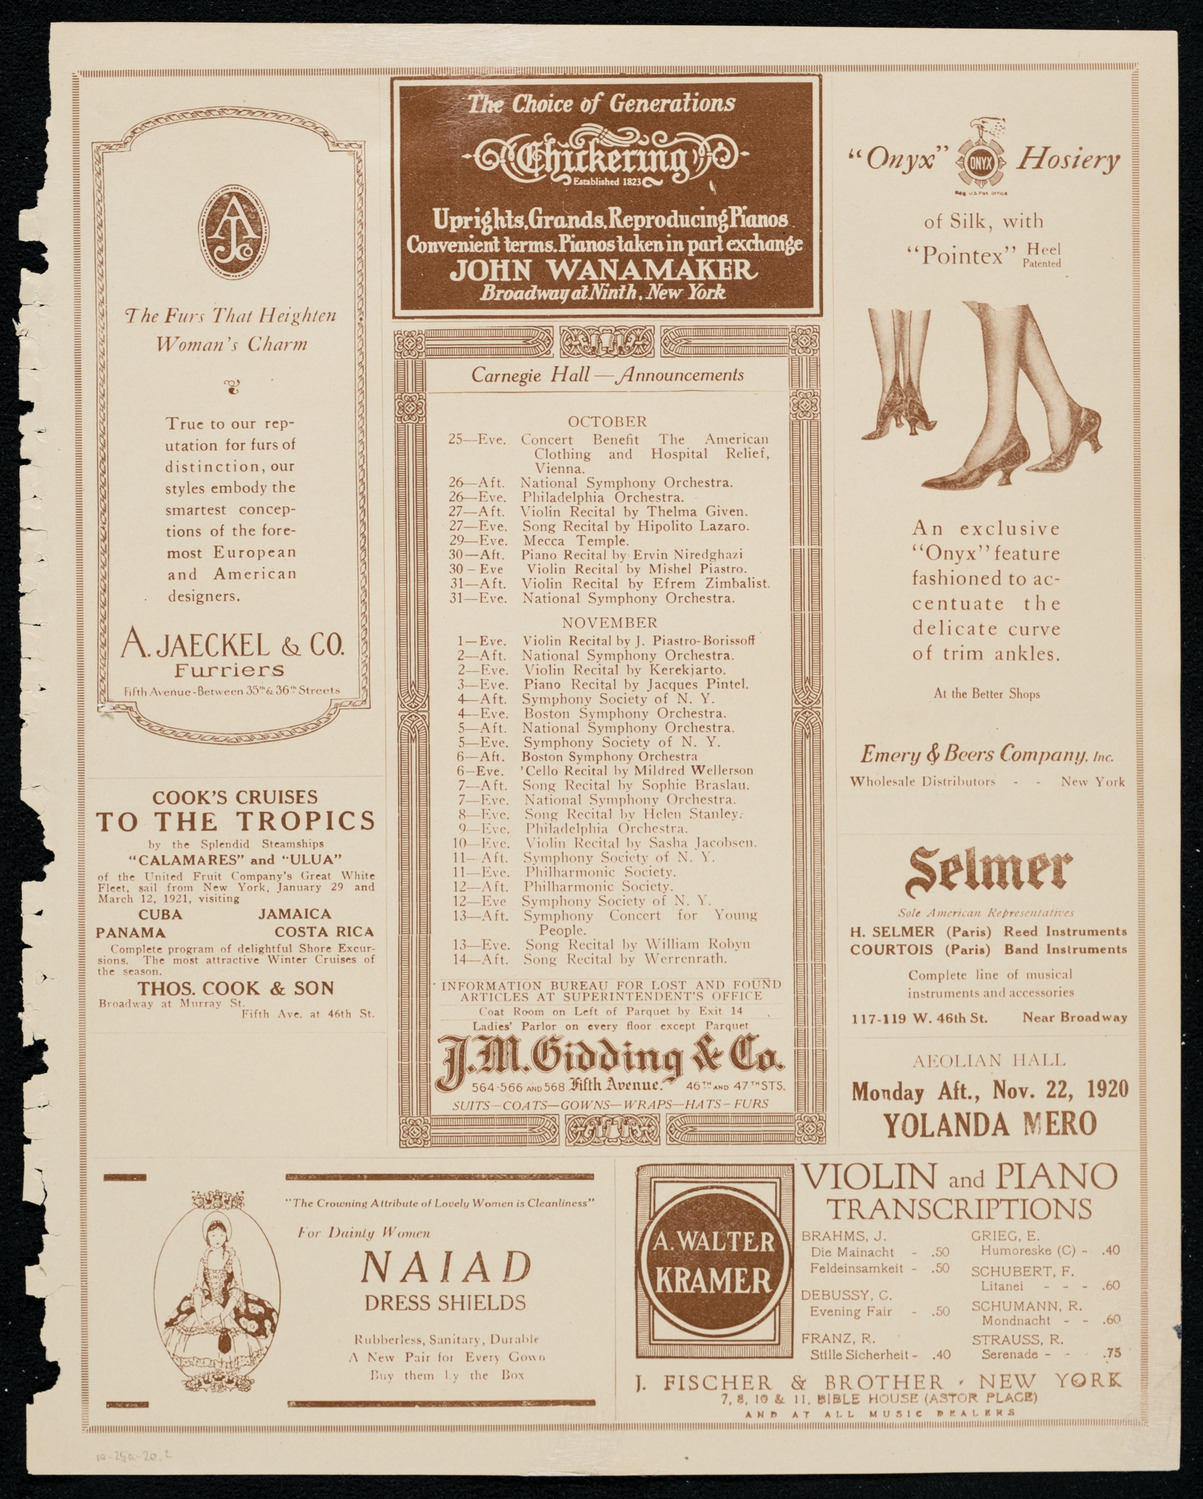 AJCo
The Furs That Heighten
Woman's Charm
True to our rep-
utation for furs of
distinction, our
styles embody the
smartest concep-
tions of the fore-
most European
and American
designers.
A. JAECKEL & CO.
Furriers
Fifth Avenue-Between 35th & 36th Streets
COOK'S CRUISES
TO THE TROPICS
by the Splendid Steamships
"CALAMARES" and "ULUA"
of the United Fruit Company's Great White
Fleet, sail from New York, January 29 and
March 12, 1921, visiting
CUBA JAMAICA
PANAMA COSTA RICA
Complete program of delightful Shore Excur-
sions. The most attractive Winter Cruises of
the season.
THOS. COOK & SON
Broadway at Murray St.
Fifth Ave. at 46th St.
The Choice of Generations
Chickering
Established 1823
Uprights, Grands, Reproducing Pianos
Convenient terms. Pianos taken in part exchange
JOHN WANAMAKER
Broadway at Ninth, New York
Carnegie Hall — Announcements
OCTOBER
25—Eve. Concert Benefit The American
Clothing and Hospital Relief,
Vienna.
26—Aft. National Symphony Orchestra.
26—Eve. Philadelphia Orchestra.
27—Aft. Violin Recital by Thelma Given.
27—Eve. Song Recital by Hipolito Lazaro.
29—Eve. Mecca Temple.
30—Aft. Piano Recital by Ervin Niredghazi
30–Eve Violin Recital by Mishel Piastro.
31—Aft. Violin Recital by Efrem Zimbalist.
31—Eve. National Symphony Orchestra.
NOVEMBER
1—Eve. Violin Recital by J. Piastro-Borissoff
2—Aft. National Symphony Orchestra.
2—Eve. Violin Recital by Kerekjarto.
3—Eve. Piano Recital by Jacques Pintel.
4—Aft. Symphony Society of N. Y.
4—Eve. Boston Symphony Orchestra.
5—Aft. National Symphony Orchestra.
5—Eve. Symphony Society of N. Y.
6—Aft. Boston Symphony Orchestra
6—Eve. 'Cello Recital by Mildred Wellerson
7—Aft. Song Recital by Sophie Braslau.
7—Eve. National Symphony Orchestra.
8—Eve. Song Recital by Helen Stanley.
9—Eve. Philadelphia Orchestra.
10—Eve. Violin Recital by Sasha Jacobsen.
11—Aft. Symphony Society of N. Y.
11—Eve. Philharmonic Society.
12—Aft. Philharmonic Society.
12—Eve Symphony Society of N. Y.
13—Aft. Symphony Concert for Young
People.
13—Eve. Song Recital by William Robyn
14—Aft. Song Recital by Werrenrath.
INFORMATION BUREAU FOR LOST AND FOUND
ARTICLES AT SUPERINTENDENT'S OFFICE
Coat Room on Left of Parquet by Exit 14
Ladies' Parlor on every floor except Parquet
J.M. Gidding & Co.
564-566 AND 568 Fifth Avenue. 46TH AND 47TH STS.
SUITS—COATS—GOWNS—WRAPS—HATS—FURS
"Onyx" ONYX Hosiery
Reg. U.S. Pat. Office
of Silk, with
"Pointex" Heel
Patented
An exclusive
"Onyx" feature
fashioned to ac-
centuate the
delicate curve
of trim ankles.
At the Better Shops
Emery & Beers Company, Inc.
Wholesale Distributors - - New York
Selmer
Sole American Representatives
H. SELMER (Paris) Reed Instruments
COURTOIS (Paris) Band Instruments
Complete line of musical
instruments and accessories
117-119 W. 46th St. Near Broadway
AEOLIAN HALL
Monday Aft., Nov. 22, 1920
YOLANDA MERO
"The Crowning Attribute of Lovely Women is Cleanliness"
For Dainty Women
NAIAD
DRESS SHIELDS
Rubberless, Sanitary, Durable
A New Pair for Every Gown
Buy them by the Box
A. WALTER
KRAMER
VIOLIN and PIANO
TRANSCRIPTIONS
BRAHMS, J.
Die Mainacht - .50
Feldeinsamkeit - .50
DEBUSSY, C.
Evening Fair - .50
FRANZ, R.
Stille Sicherheit - .40
GRIEG, E.
Humoreske (C) - .40
SCHUBERT, F.
Litanei - - - .60
SCHUMANN, R.
Mondnacht - - .60
STRAUSS, R.
Serenade - - .75
J. FISCHER & BROTHER · NEW YORK
7, 8, 10 & 11, BIBLE HOUSE (ASTOR PLACE)
AND AT ALL MUSIC DEALERS
10-25a-20.2